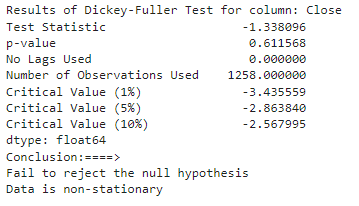 Results of Dickey-Fuller Test for column: Close
Test Statistic -1.338096
p-value 0.611568
No Lags Used 0.000000
Number of Observations Used 1258.000000
Critical Value (1%) -3.435559
Critical Value (5%) -2.863840
Critical Value (10%) -2.567995
dtype: float64
Conclusion:====>
Fail to reject the null hypothesis
Data is non-stationary